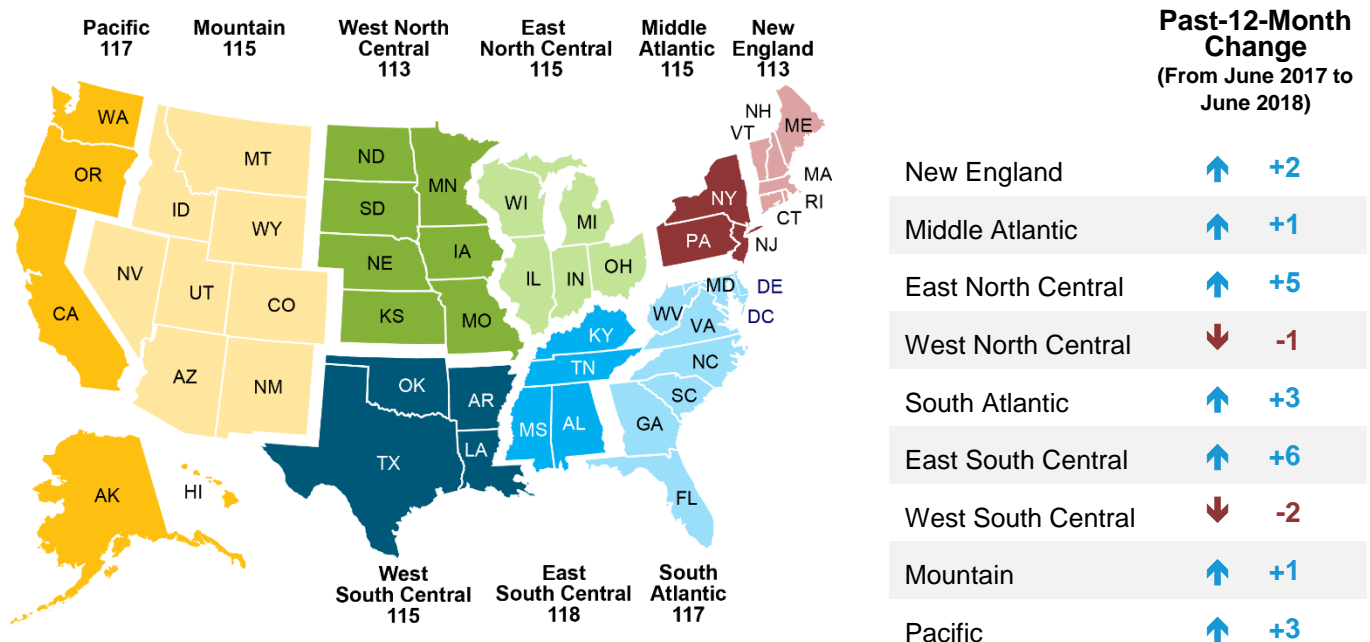 Pacific
117
Mountain
115
West North
Central
113
East
North Central
115
Middle
Atlantic
115
New
England
113
WA
OR
CA
AK
HI
MT
ID
WY
NV
UT
CO
AZ
NM
ND
SD
NE
KS
MN
IA
MO
WI
MI
IL
IN
OH
NY
PA
NJ
NH
VT
ME
MA
RI
CT
MD
DE
DC
WV
VA
NC
SC
GA
FL
KY
TN
MS
AL
OK
AR
TX
LA
West
South Central
115
East
South Central
118
South
Atlantic
117
Past-12-Month
Change
(From June 2017 to
June 2018)
New England +2
Middle Atlantic +1
East North Central +5
West North Central -1
South Atlantic +3
East South Central +6
West South Central -2
Mountain +1
Pacific +3